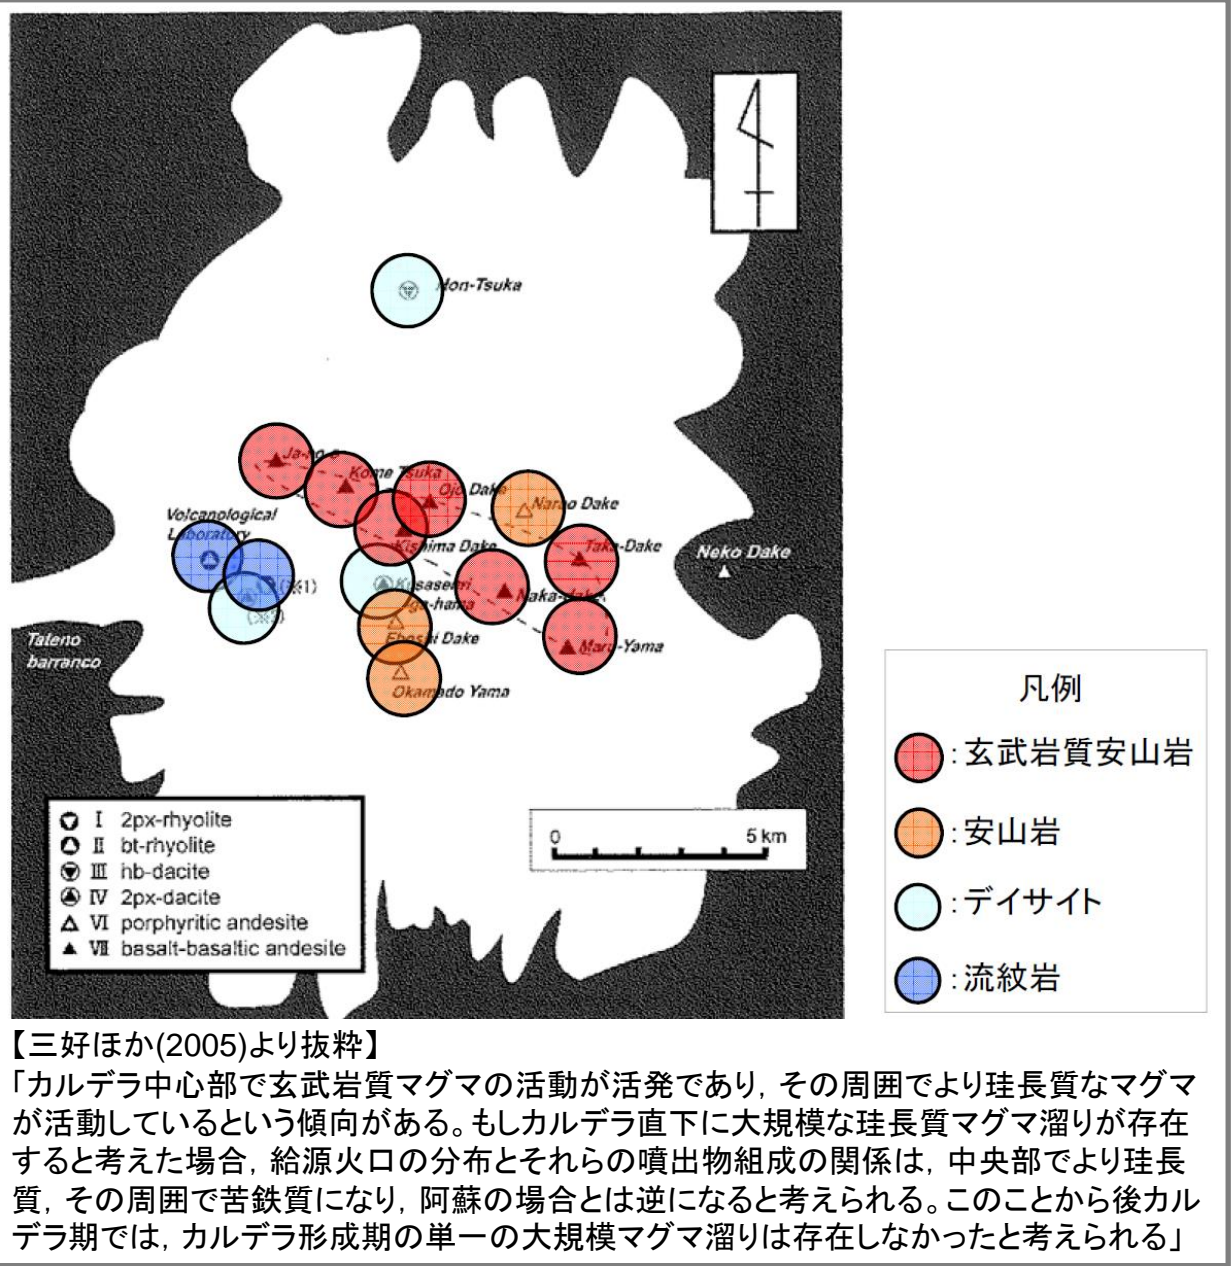 Hon-Tsuka
Kome Tsuka
Ojo Dake
Narao Dake
Volcanological
Laboratory
Kishima Dake
Taka-Dake
Neko Dake
(※1)
Eboshi Dake
Maru-Yama
Tateno
barranco
Okamado Yama
I 2px-rhyolite
II bt-rhyolite
III hb-dacite
IV 2px-dacite
VI porphyritic andesite
VII basalt-basaltic andesite
0 5 km
凡例
:玄武岩質安山岩
:安山岩
:デイサイト
:流紋岩
【三好ほか(2005)より抜粋】
「カルデラ中心部で玄武岩質マグマの活動が活発であり, その周囲でより珪長質なマグマ
が活動しているという傾向がある。もしカルデラ直下に大規模な珪長質マグマ溜りが存在
すると考えた場合, 給源火口の分布とそれらの噴出物組成の関係は, 中央部でより珪長
質, その周囲で苦鉄質になり, 阿蘇の場合とは逆になると考えられる。このことから後カル
デラ期では, カルデラ形成期の単一の大規模マグマ溜りは存在しなかったと考えられる」